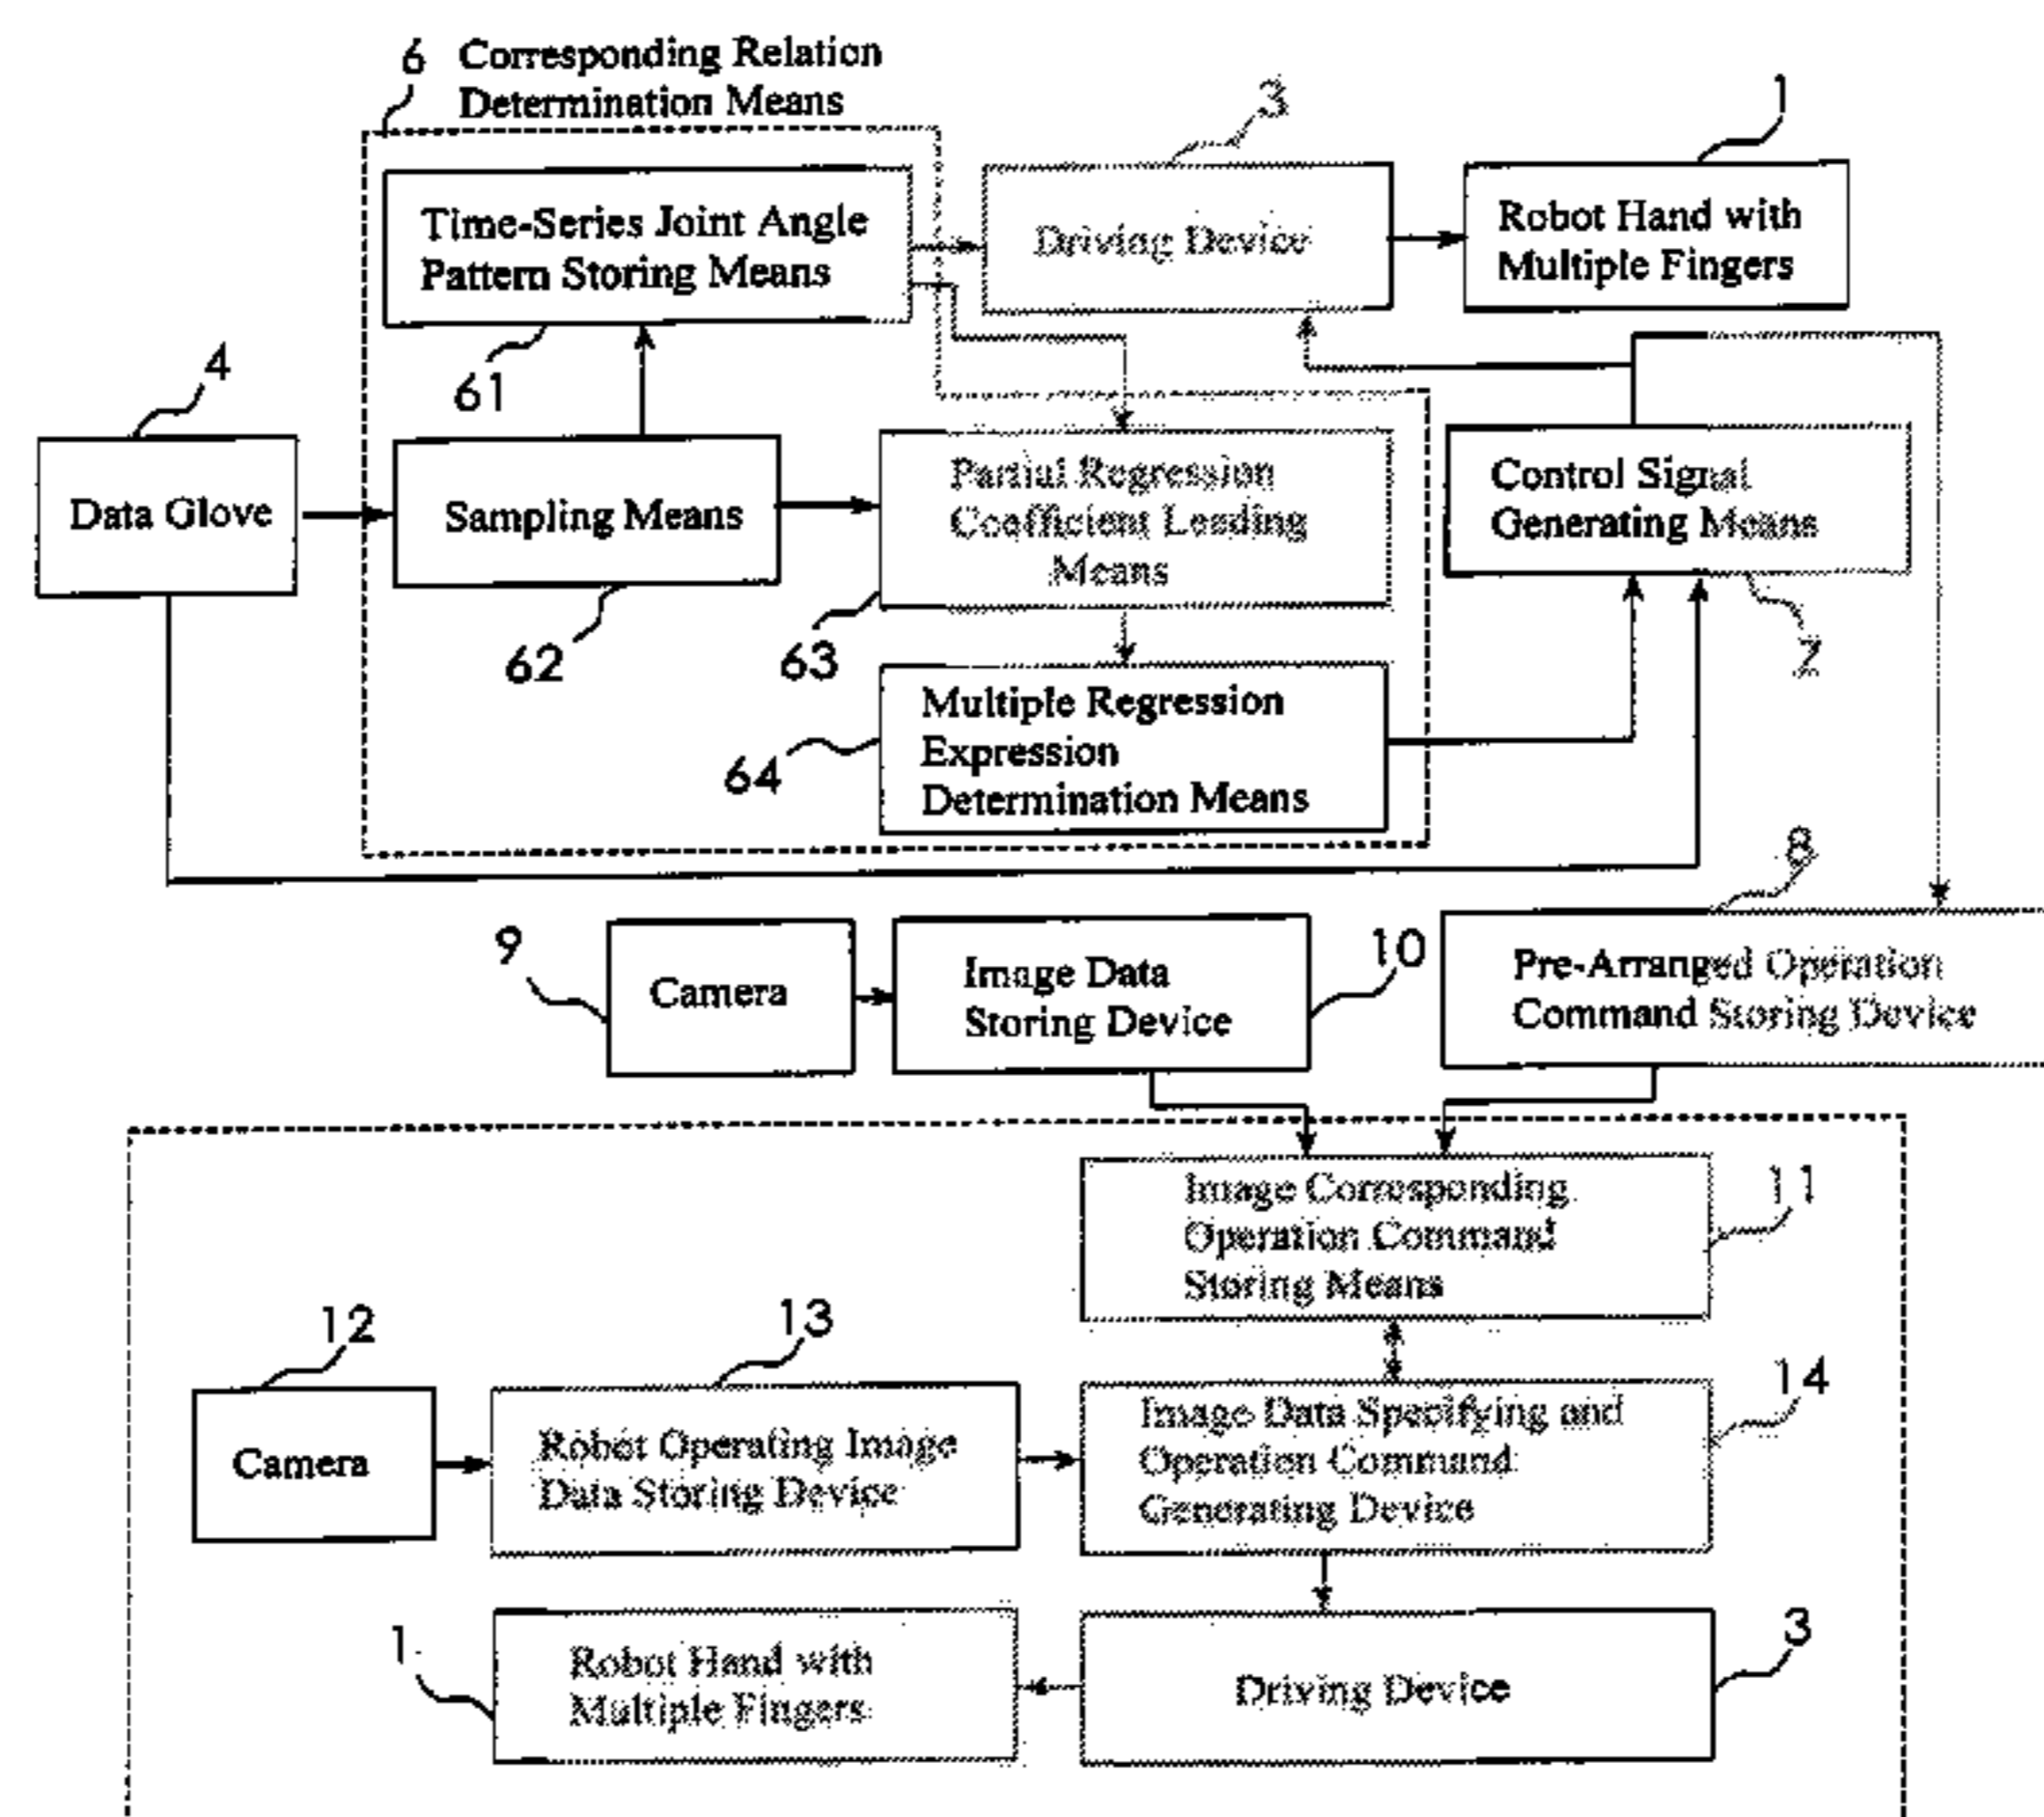 6 Corresponding Relation
Determination Means
3
1
Time-Series Joint Angle
Pattern Storing Means
Driving Device
Robot Hand with
Multiple Fingers
61
4
Data Glove
Sampling Means
62
Partial Regression
Coefficient Leading
Means
63
Control Signal
Generating Means
2
Multiple Regression
Expression
Determination Means
64
8
9
Camera
Image Data
Storing Device
10
Pre-Arranged Operation
Command Storing Device
Image Corresponding
Operation Command
Storing Means
11
12
Camera
13
Robot Operating Image
Data Storing Device
Image Data Specifying and
Operation Command
Generating Device
14
1
Robot Hand with
Multiple Fingers
Driving Device
3